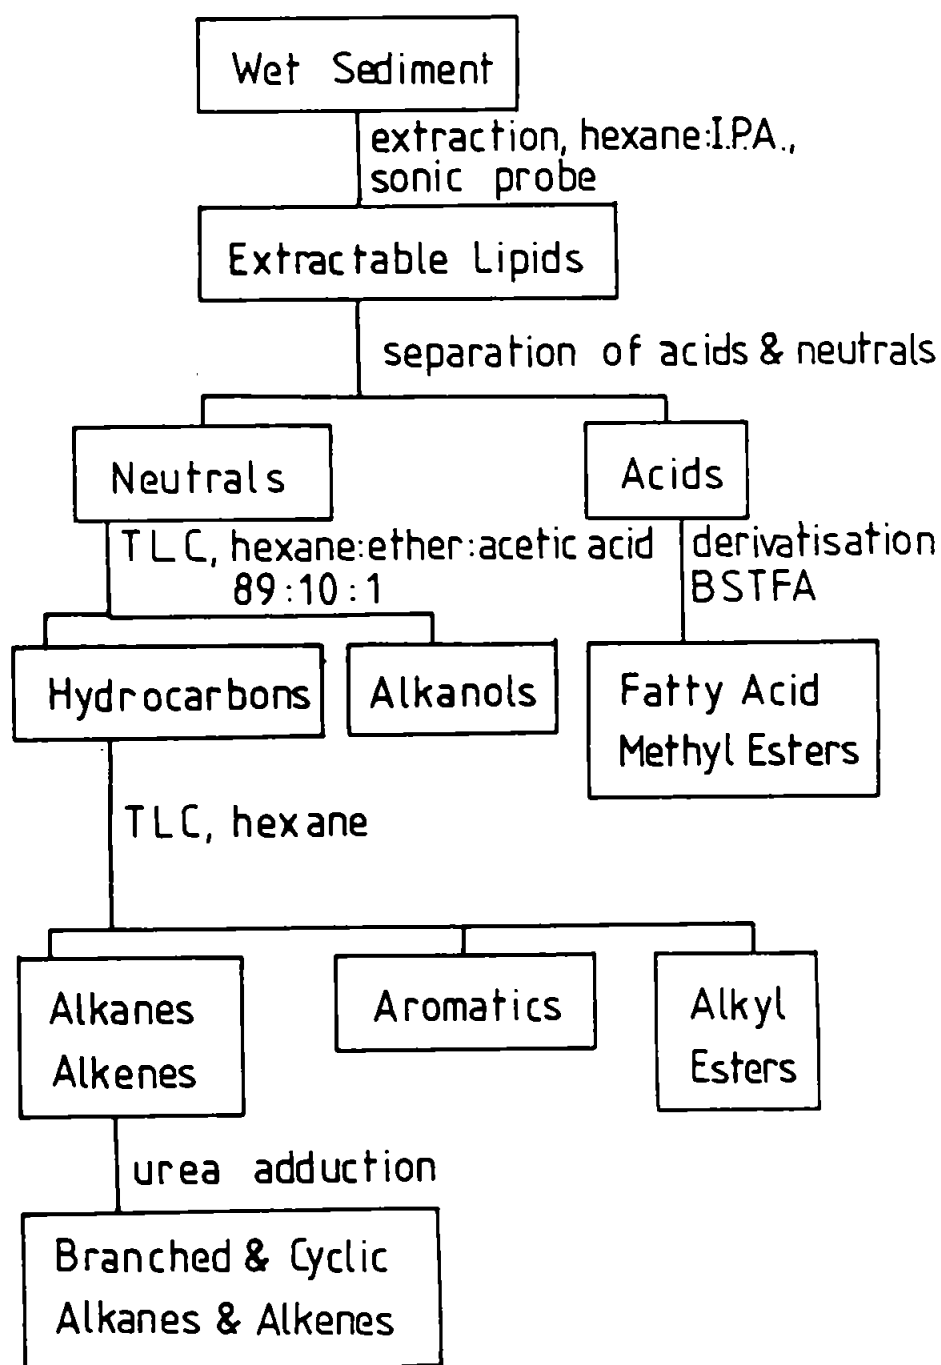 Wet Sediment
extraction, hexane:I.P.A.,
sonic probe
Extractable Lipids
separation of acids & neutrals
Neutrals
Acids
TLC, hexane:ether:acetic acid
89:10:1
derivatisation
BSTFA
Hydrocarbons
Alkanols
Fatty Acid
Methyl Esters
TLC, hexane
Alkanes
Alkenes
Aromatics
Alkyl
Esters
urea adduction
Branched & Cyclic
Alkanes & Alkenes